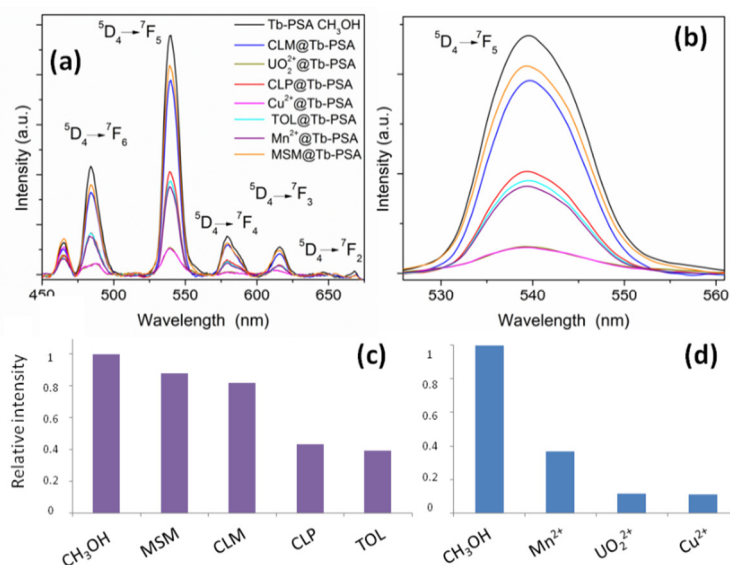 ⁵D₄→⁷F₅
(a)
⁵D₄→⁷F₆
⁵D₄→⁷F₄
⁵D₄→⁷F₃
⁵D₄→⁷F₂
Tb-PSA CH₃OH
CLM@Tb-PSA
UO₂²⁺@Tb-PSA
CLP@Tb-PSA
Cu²⁺@Tb-PSA
TOL@Tb-PSA
Mn²⁺@Tb-PSA
MSM@Tb-PSA
Intensity (a.u.)
450 500 550 600 650
Wavelength (nm)
⁵D₄→⁷F₅
(b)
Intensity (a.u.)
530 540 550 560
Wavelength (nm)
(c)
Relative intensity
1
0.8
0.6
0.4
0.2
0
CH₃OH MSM CLM CLP TOL
(d)
1
0.8
0.6
0.4
0.2
0
CH₃OH Mn²⁺ UO₂²⁺ Cu²⁺